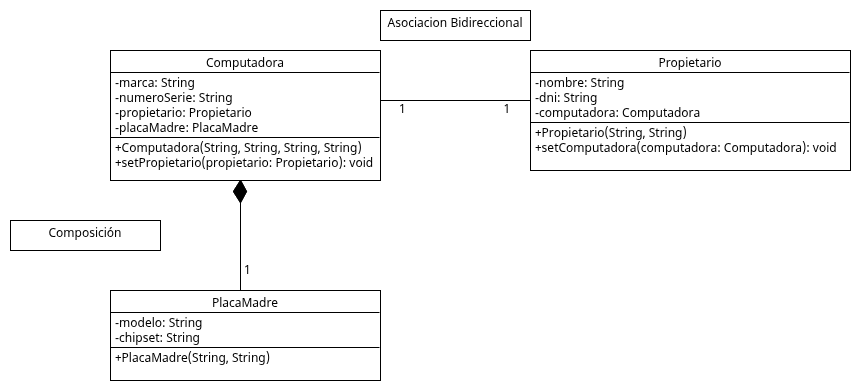 Asociacion Bidireccional
Computadora
-marca: String
-numeroSerie: String
-propietario: Propietario
-placaMadre: PlacaMadre
+Computadora(String, String, String, String)
+setPropietario(propietario: Propietario): void
1
1
Propietario
-nombre: String
-dni: String
-computadora: Computadora
+Propietario(String, String)
+setComputadora(computadora: Computadora): void
Composición
1
PlacaMadre
-modelo: String
-chipset: String
+PlacaMadre(String, String)